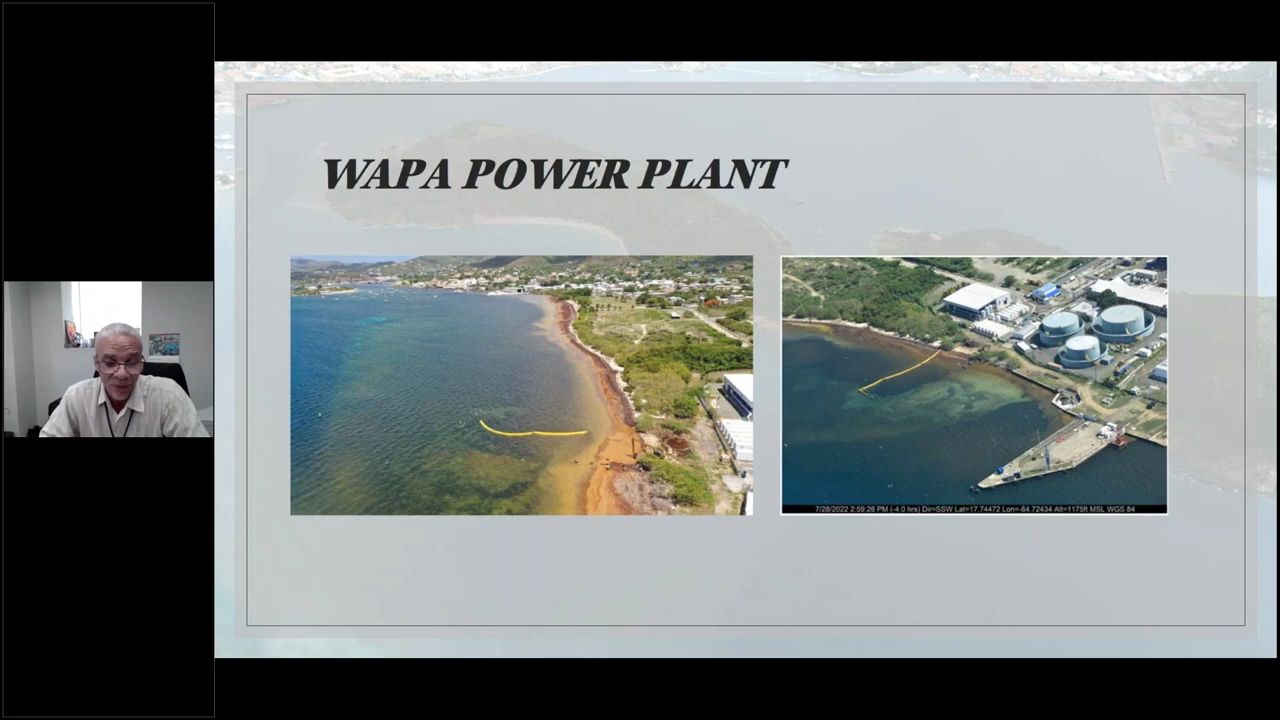 WAPA POWER PLANT
7/28/2022 2:59:26 PM (-4.0 hrs) Dir=SSW Lat=17.74472 Lon=-64.72434 Alt=1175ft MSL WGS 84